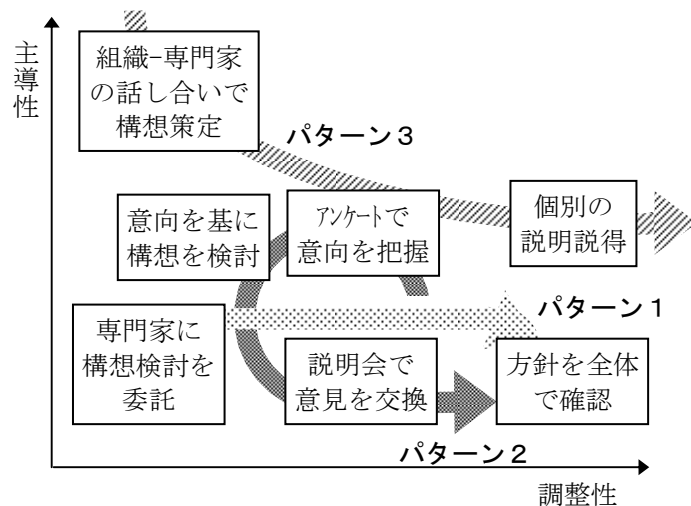 主導性
組織−専門家
の話し合いで
構想策定
パターン３
意向を基に
構想を検討
ｱﾝｹｰﾄで
意向を把握
個別の
説明説得
パターン１
専門家に
構想検討を
委託
説明会で
意見を交換
方針を全体
で確認
パターン２
調整性